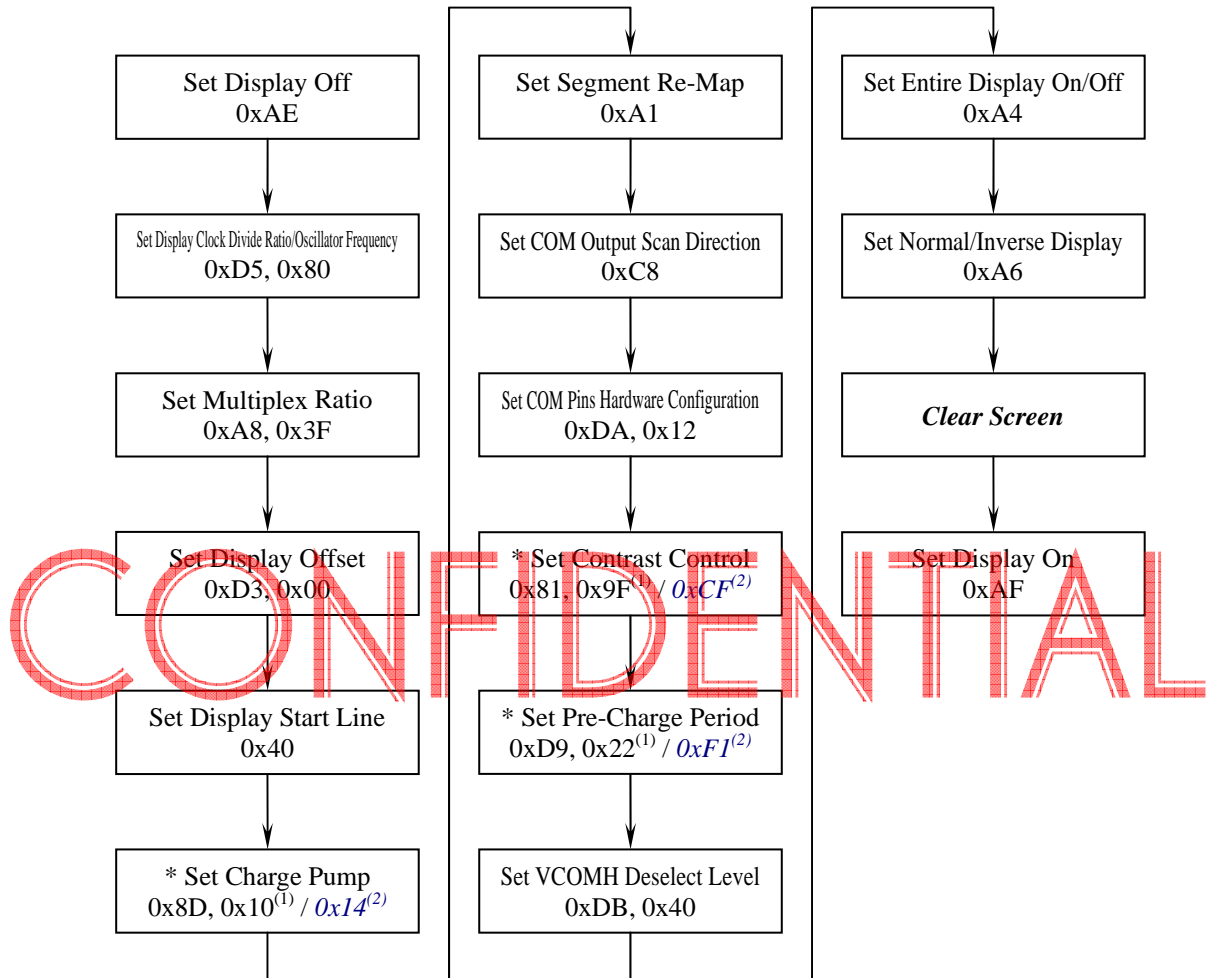 Set Display Off
0xAE
Set Display Clock Divide Ratio/Oscillator Frequency
0xD5, 0x80
Set Multiplex Ratio
0xA8, 0x3F
Set Display Offset
0xD3, 0x00
Set Display Start Line
0x40
* Set Charge Pump
0x8D, 0x10(1) / 0x14(2)
Set Segment Re-Map
0xA1
Set COM Output Scan Direction
0xC8
Set COM Pins Hardware Configuration
0xDA, 0x12
* Set Contrast Control
0x81, 0x9F(1) / 0xCF(2)
* Set Pre-Charge Period
0xD9, 0x22(1) / 0xF1(2)
Set VCOMH Deselect Level
0xDB, 0x40
Set Entire Display On/Off
0xA4
Set Normal/Inverse Display
0xA6
Clear Screen
Set Display On
0xAF
CONFIDENTIAL